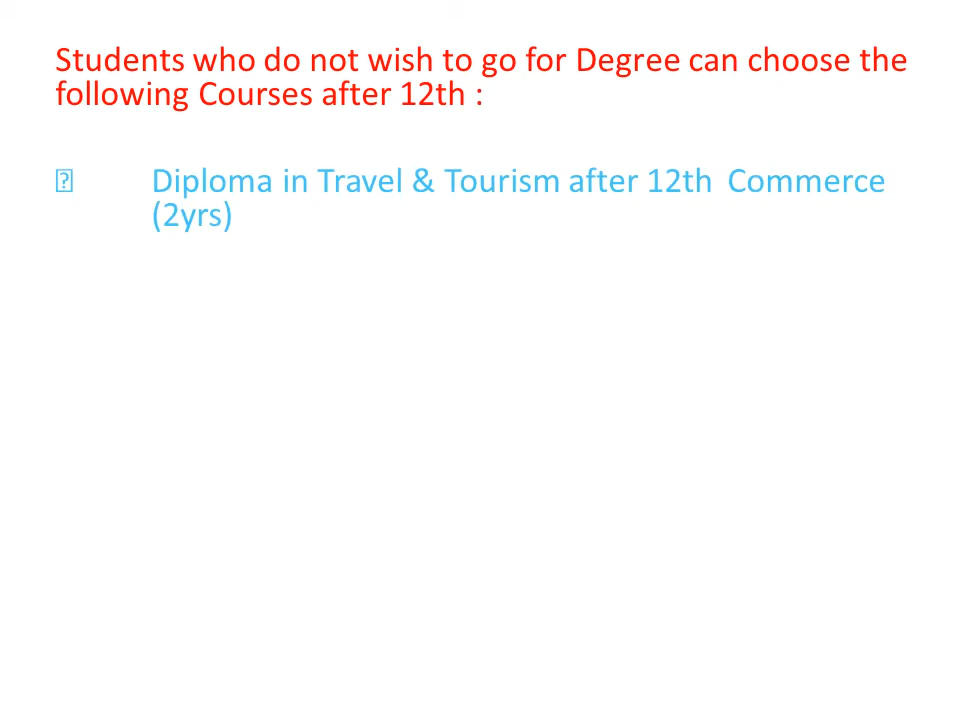 Students who do not wish to go for Degree can choose the
following Courses after 12th :
Diploma in Travel & Tourism after 12th Commerce
(2yrs)